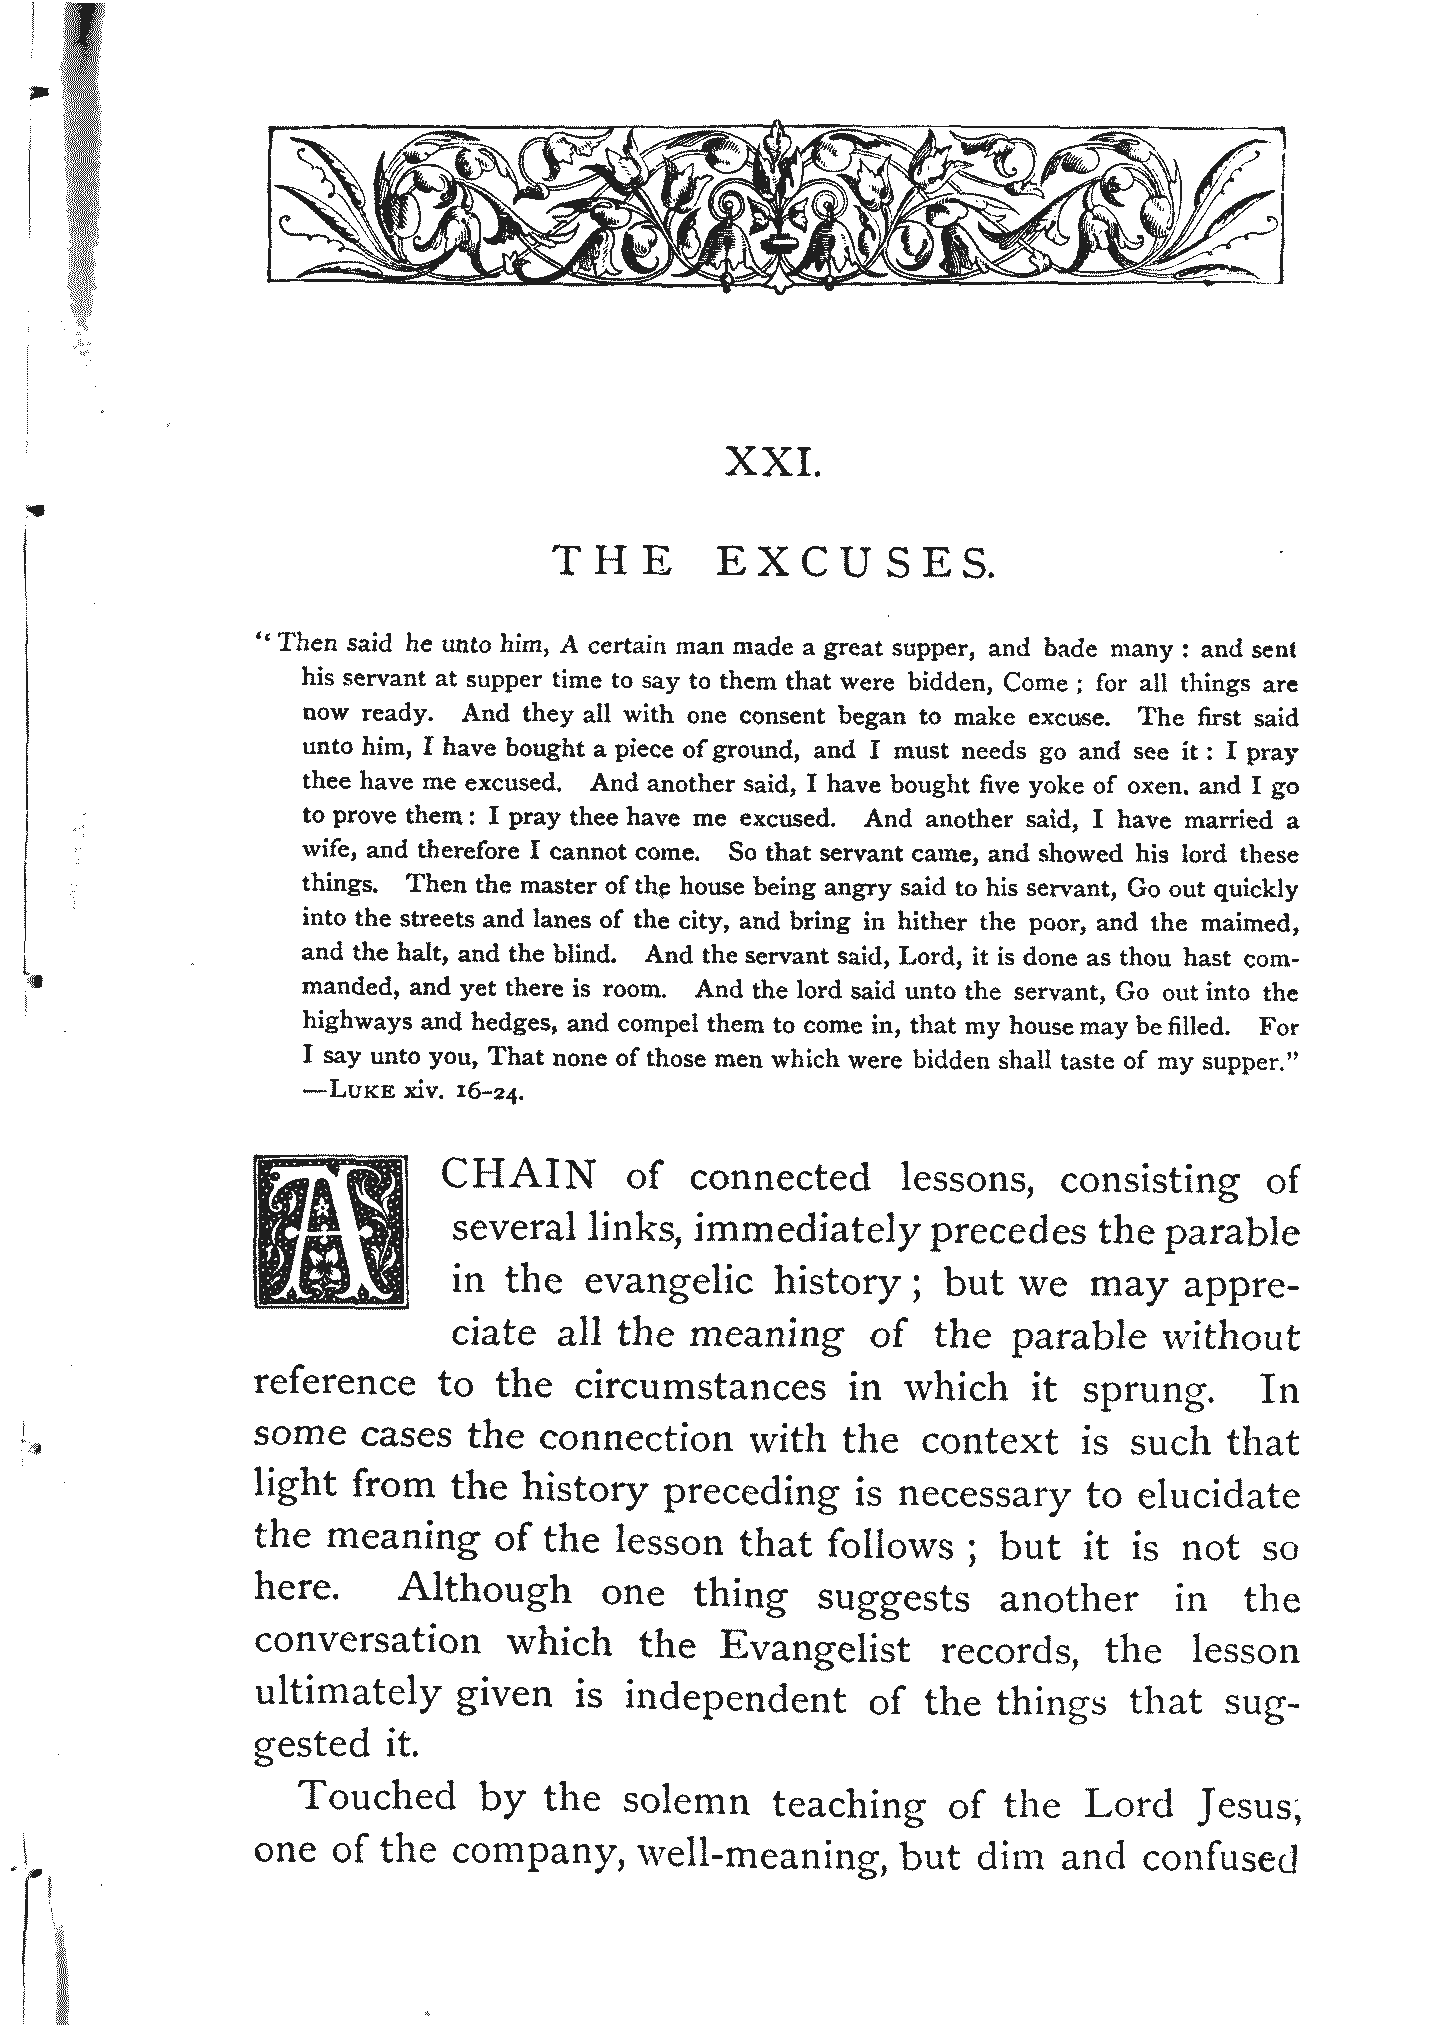 XXI.
THE EXCUSES.
“Then said he unto him, A certain man made a great supper, and bade many : and sent
his servant at supper time to say to them that were bidden, Come ; for all things are
now ready. And they all with one consent began to make excuse. The first said
unto him, I have bought a piece of ground, and I must needs go and see it : I pray
thee have me excused. And another said, I have bought five yoke of oxen. and I go
to prove them : I pray thee have me excused. And another said, I have married a
wife, and therefore I cannot come. So that servant came, and showed his lord these
things. Then the master of the house being angry said to his servant, Go out quickly
into the streets and lanes of the city, and bring in hither the poor, and the maimed,
and the halt, and the blind. And the servant said, Lord, it is done as thou hast com-
manded, and yet there is room. And the lord said unto the servant, Go out into the
highways and hedges, and compel them to come in, that my house may be filled. For
I say unto you, That none of those men which were bidden shall taste of my supper.”
—LUKE xiv. 16–24.
A CHAIN of connected lessons, consisting of
several links, immediately precedes the parable
in the evangelic history ; but we may appre-
ciate all the meaning of the parable without
reference to the circumstances in which it sprung. In
some cases the connection with the context is such that
light from the history preceding is necessary to elucidate
the meaning of the lesson that follows ; but it is not so
here. Although one thing suggests another in the
conversation which the Evangelist records, the lesson
ultimately given is independent of the things that sug-
gested it.
Touched by the solemn teaching of the Lord Jesus,
one of the company, well-meaning, but dim and confused